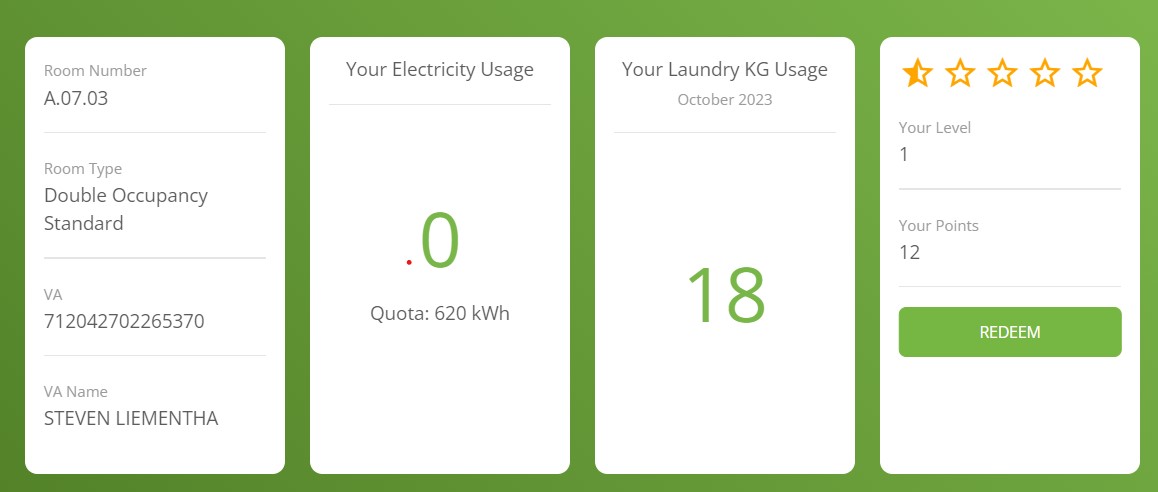 Room Number
A.07.03
Room Type
Double Occupancy
Standard
VA
712042702265370
VA Name
STEVEN LIEMENTHA
Your Electricity Usage
.0
Quota: 620 kWh
Your Laundry KG Usage
October 2023
18
Your Level
1
Your Points
12
REDEEM